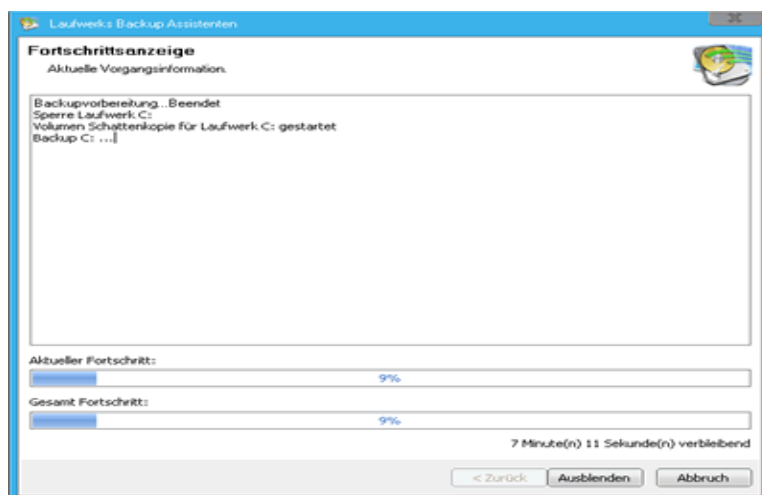 Laufwerks Backup Assistenten
Fortschrittsanzeige
Aktuelle Vorgangsinformation.
Backupvorbereitung...Beendet
Sperre Laufwerk C:
Volumen Schattenkopie für Laufwerk C: gestartet
Backup C: ...
Aktueller Fortschritt:
9%
Gesamt Fortschritt:
9%
7 Minute(n) 11 Sekunde(n) verbleibend
< Zurück Ausblenden Abbruch